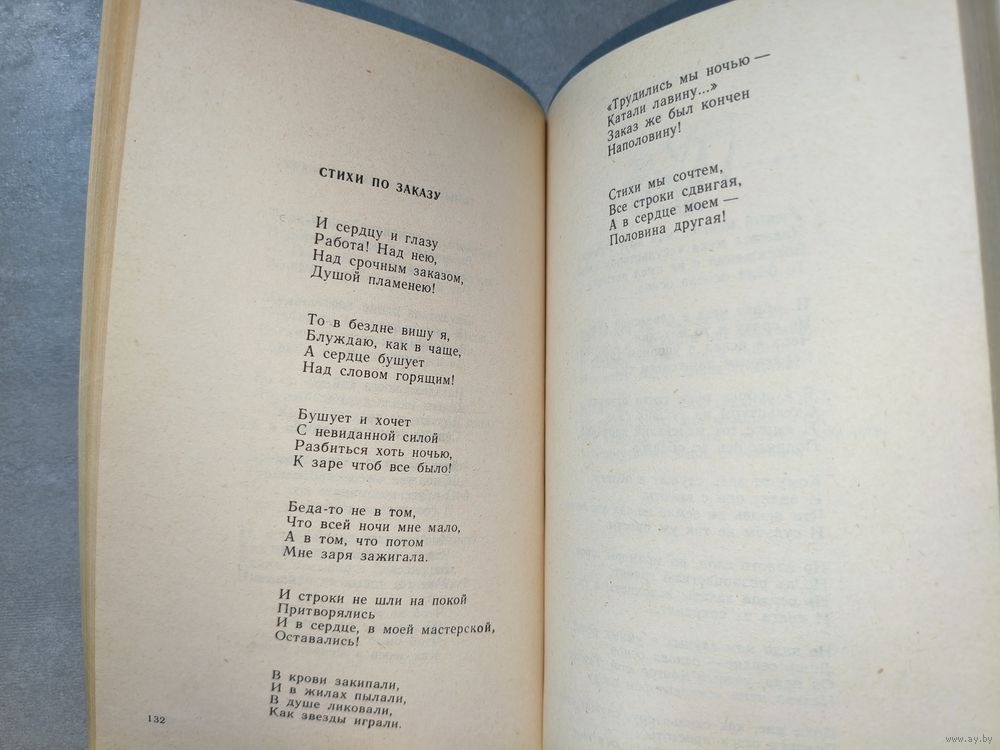 СТИХИ ПО ЗАКАЗУ
И сердцу и глазу
Работа! Над нею,
Над срочным заказом,
Душой пламенею!
То в бездне вишу я,
Блуждаю, как в чаще,
А сердце бушует
Над словом горящим!
Бушует и хочет
С невиданной силой
Разбиться хоть ночью,
К заре чтоб все было!
Беда-то не в том,
Что всей ночи мне мало,
А в том, что потом
Мне заря зажигала.
И строки не шли на покой
Притворялись
И в сердце, в моей мастерской,
Оставались!
В крови закипали,
И в жилах пылали,
В душе ликовали,
Как звезды играли.
132
«Трудились мы ночью —
Катали лавину...»
Заказ же был кончен
Наполовину!
Стихи мы сочтем,
Все строки сдвигая,
А в сердце моем —
Половина другая!
www.ay.by